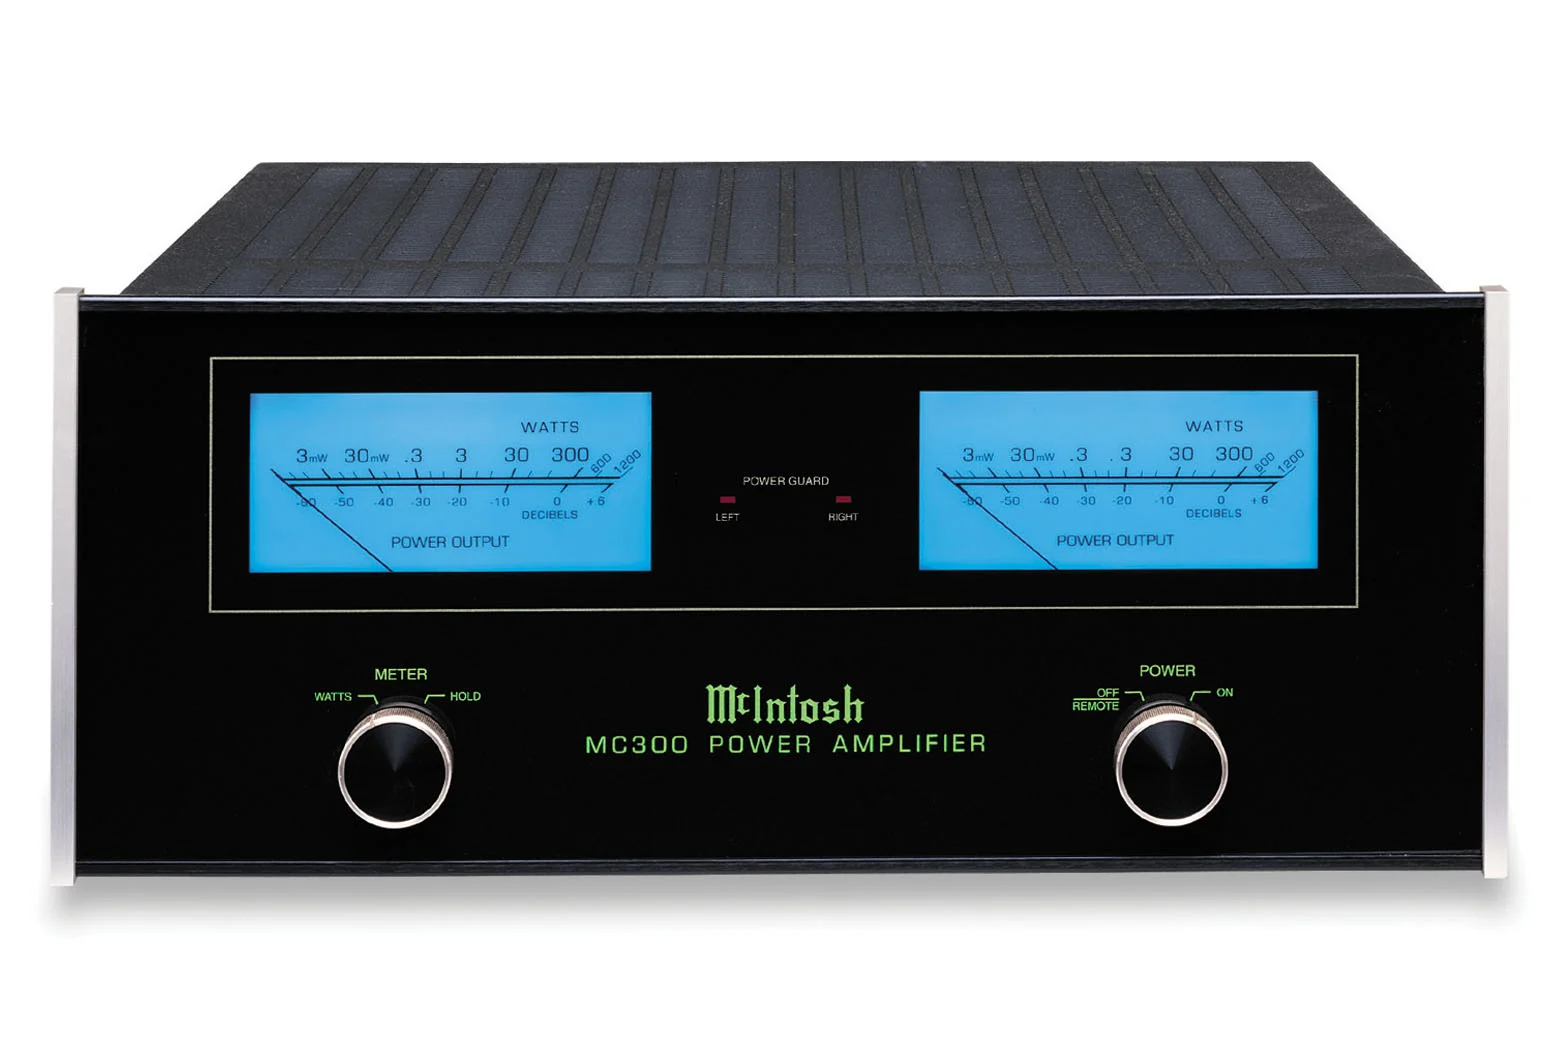 WATTS
3mW 30mW .3 3 30 300 600 1200
-60 -50 -40 -30 -20 -10 0 +6
DECIBELS
POWER OUTPUT
POWER GUARD
LEFT RIGHT
WATTS
3mW 30mW .3 .3 30 300 600 1200
-60 -50 -40 -30 -20 -10 0 +6
DECIBELS
POWER OUTPUT
METER
WATTS HOLD
McIntosh
MC300 POWER AMPLIFIER
POWER
OFF ON
REMOTE